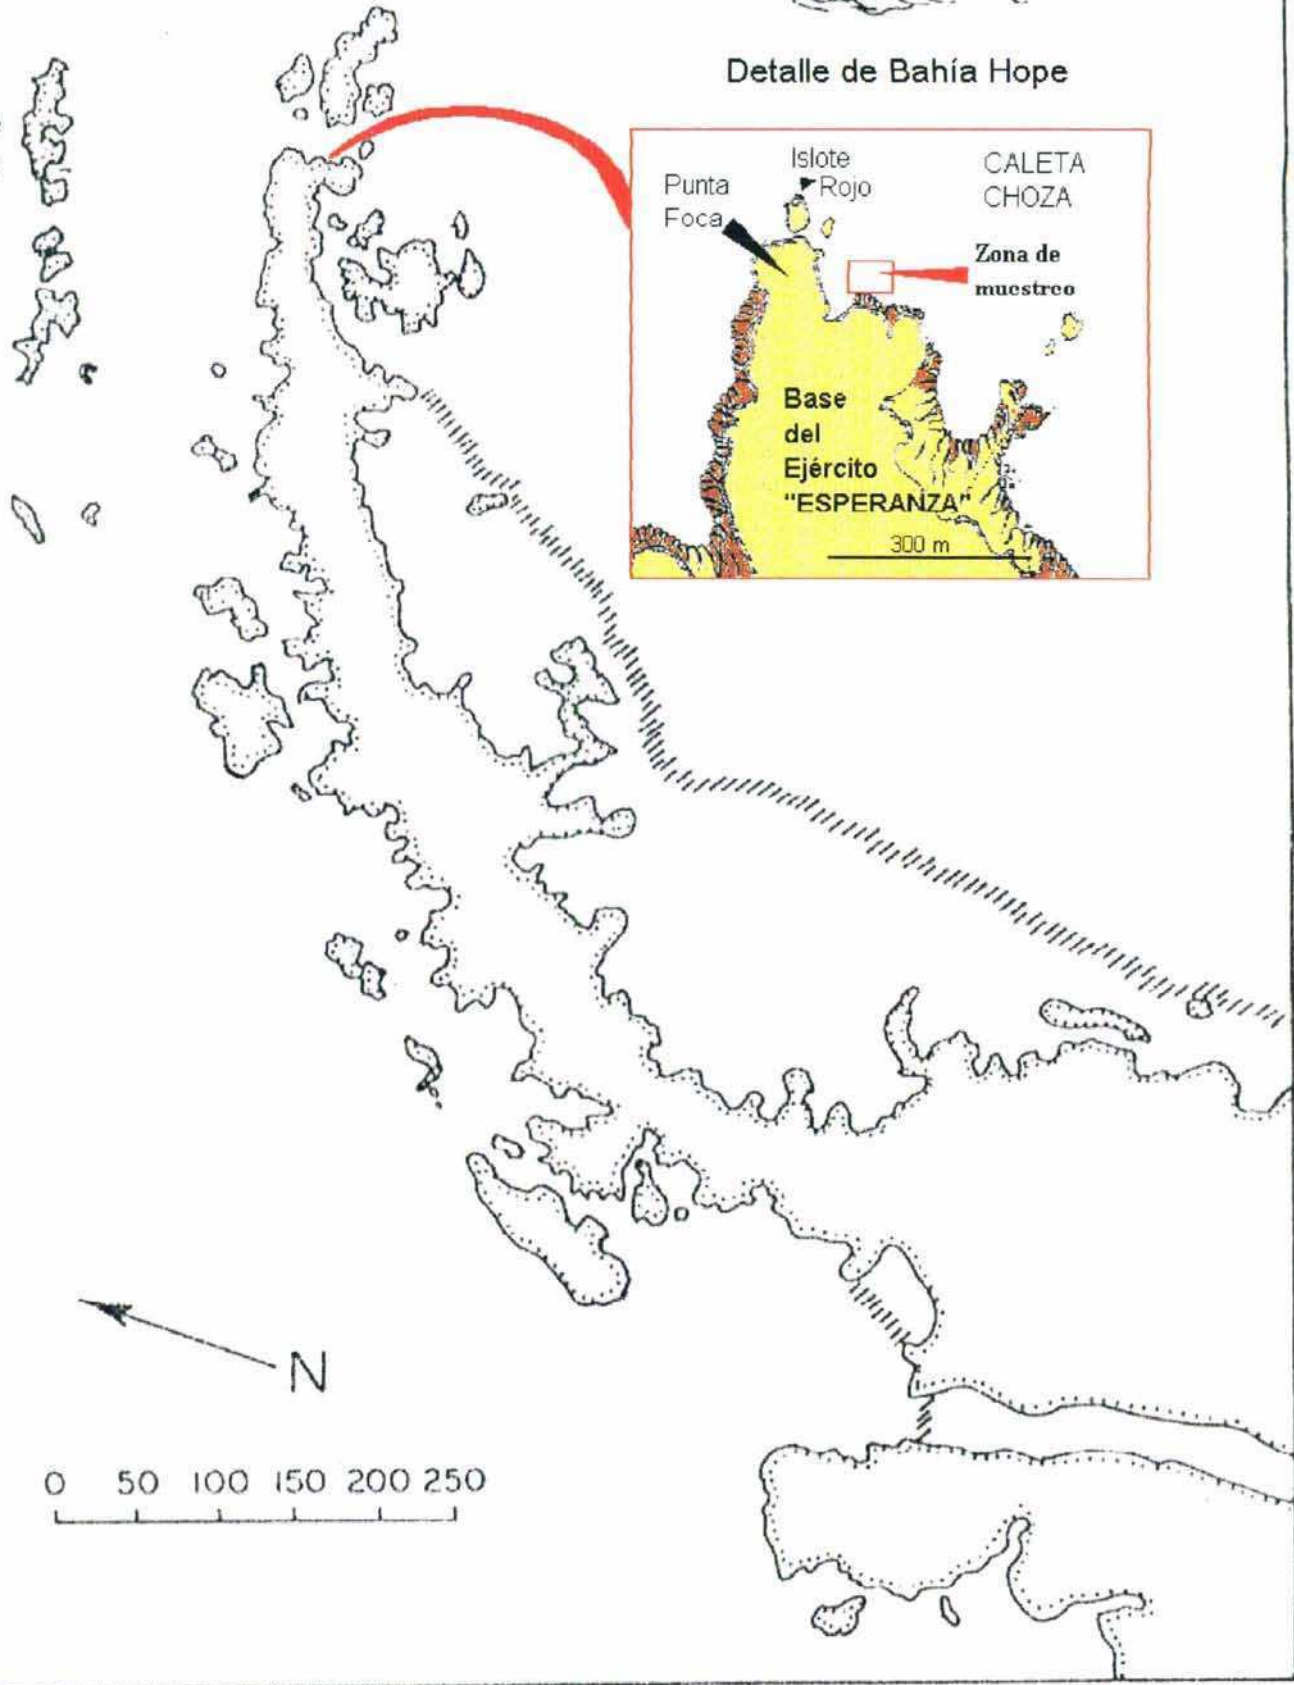 Detalle de Bahía Hope
Islote
Rojo
CALETA
CHOZA
Punta
Foca
Zona de
muestreo
Base
del
Ejército
"ESPERANZA"
300 m
N
0 50 100 150 200 250